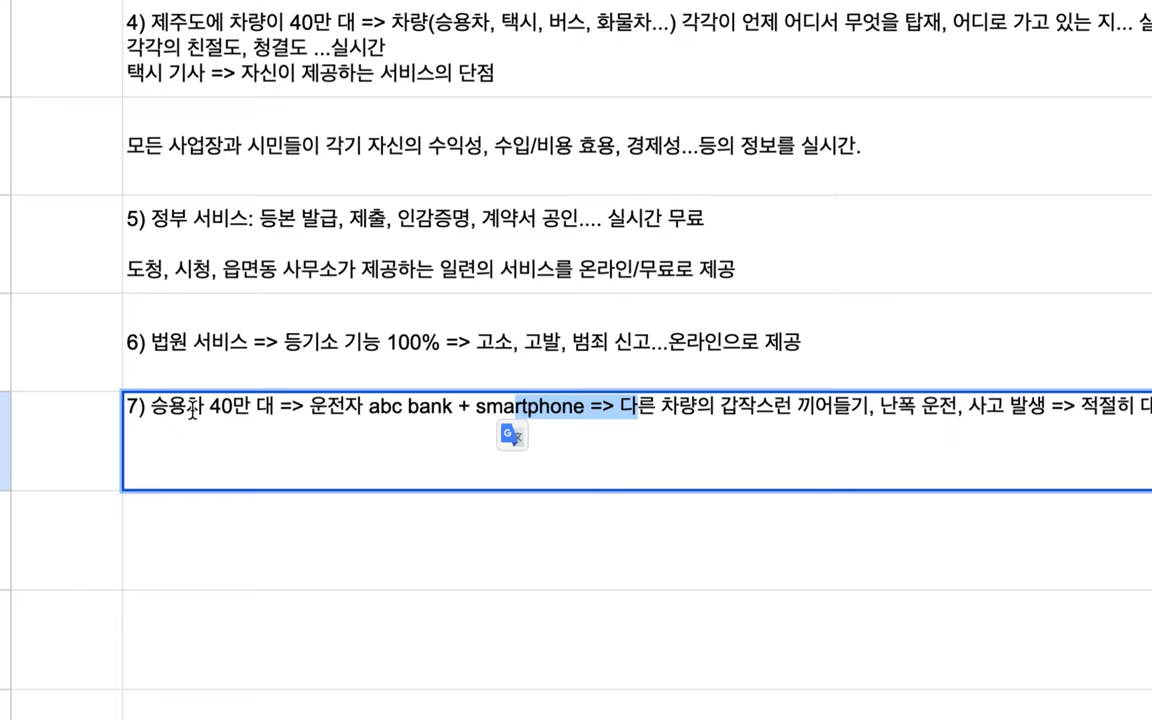 4) 제주도에 차량이 40만 대 => 차량(승용차, 택시, 버스, 화물차...) 각각이 언제 어디서 무엇을 탑재, 어디로 가고 있는 지...
각각의 친절도, 청결도 ...실시간
택시 기사 => 자신이 제공하는 서비스의 단점
모든 사업장과 시민들이 각기 자신의 수익성, 수입/비용 효용, 경제성...등의 정보를 실시간.
5) 정부 서비스: 등본 발급, 제출, 인감증명, 계약서 공인.... 실시간 무료
도청, 시청, 읍면동 사무소가 제공하는 일련의 서비스를 온라인/무료로 제공
6) 법원 서비스 => 등기소 기능 100% => 고소, 고발, 범죄 신고...온라인으로 제공
7) 승용차 40만 대 => 운전자 abc bank + smartphone => 다른 차량의 갑작스런 끼어들기, 난폭 운전, 사고 발생 => 적절히